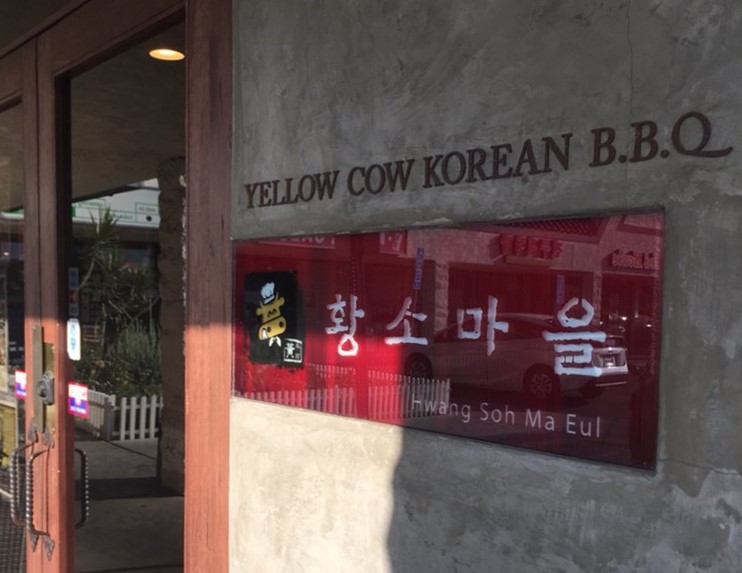 YELLOW COW KOREAN B.B.Q
황소마을
Hwang Soh Ma Eul